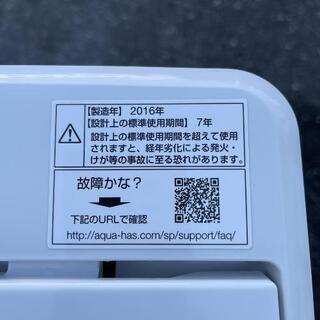 【製造年】2016年
【設計上の標準使用期間】7年
設計上の標準使用期間を超えて使用
されますと、経年劣化による発火・
けが等の事故に至る恐れがあります。
故障かな？
下記のURLで確認
http://aqua-has.com/sp/support/faq/